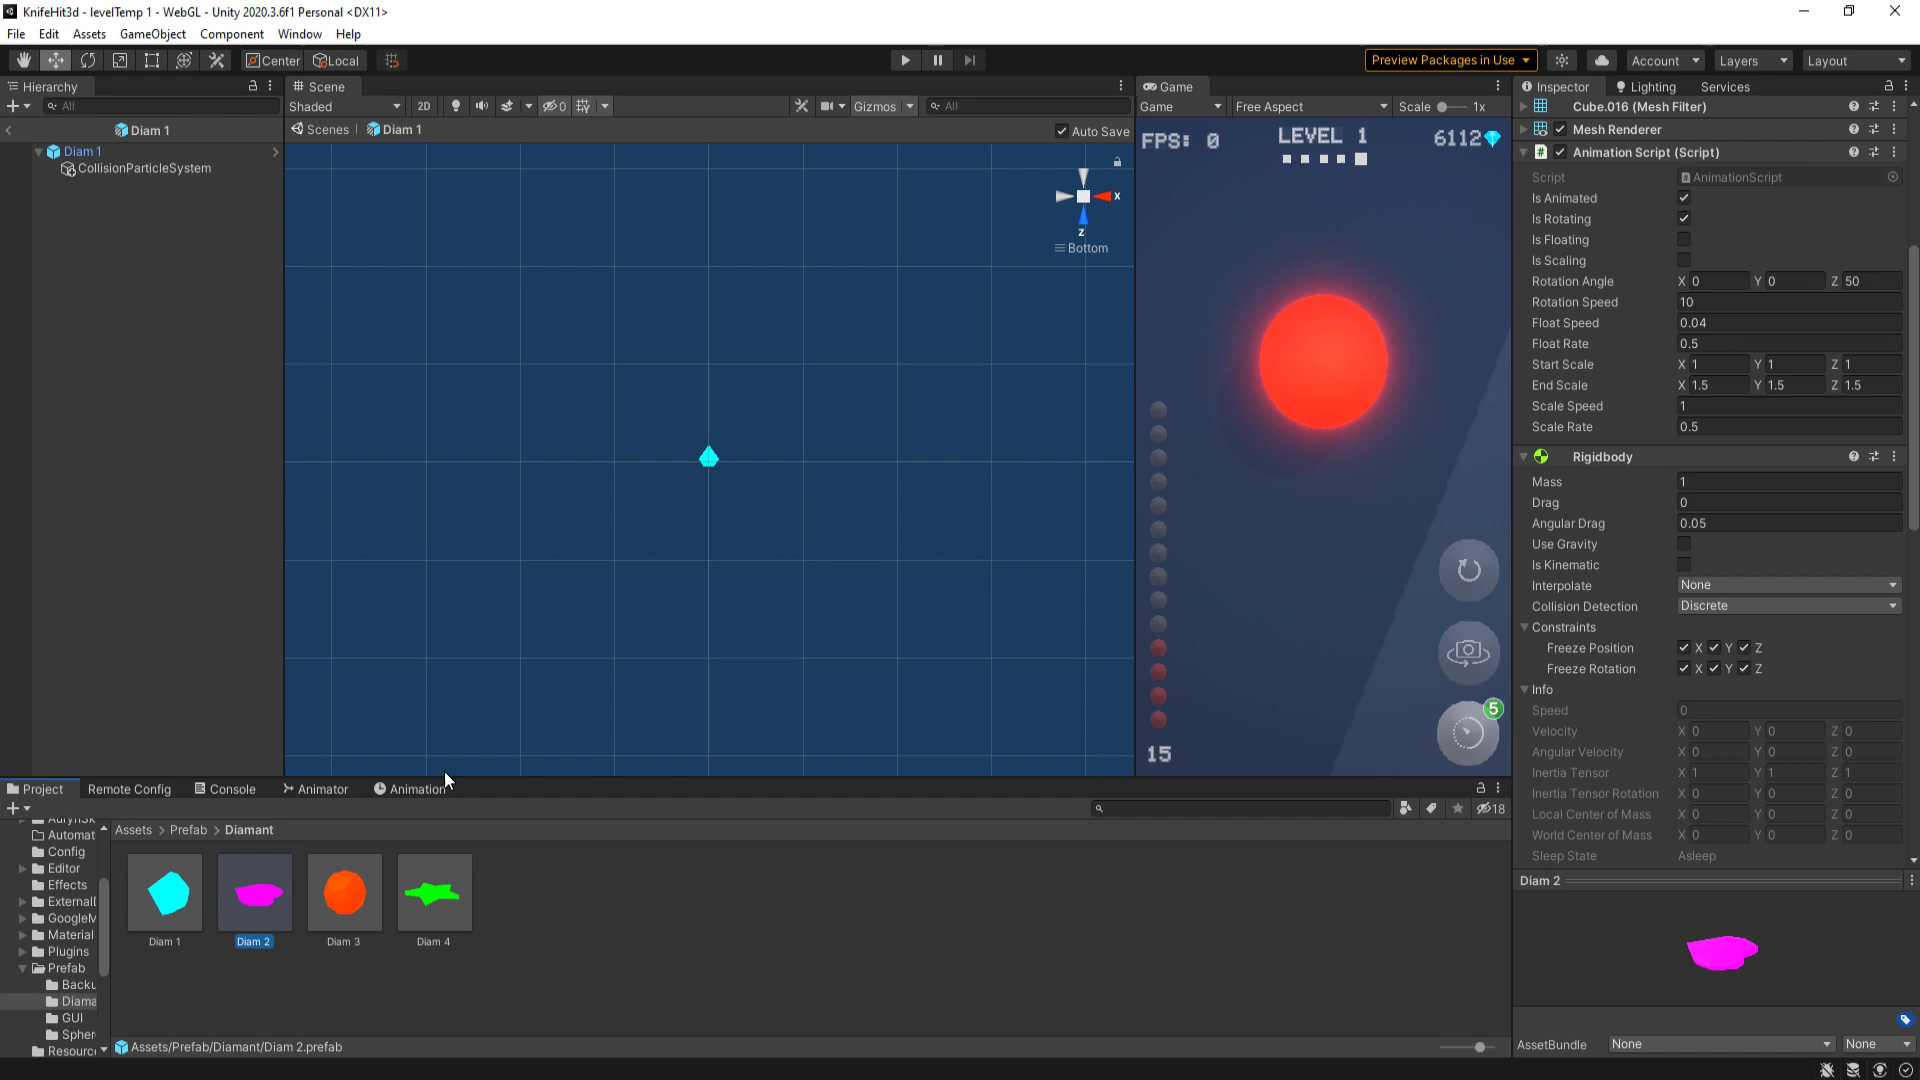 KnifeHit3d - levelTemp 1 - WebGL - Unity 2020.3.6f1 Personal <DX11>
File Edit Assets GameObject Component Window Help
Center Local Preview Packages in Use Account Layers Layout
Hierarchy
All
Diam 1
Diam 1
CollisionParticleSystem
Scene
Shaded 2D 0 Gizmos All
Scenes Diam 1 Auto Save
x
z
Bottom
Game
Game Free Aspect Scale 1x
FPS: 0 LEVEL 1 6112
5
15
Inspector Lighting Services
Cube.016 (Mesh Filter)
Mesh Renderer
Animation Script (Script)
Script AnimationScript
Is Animated
Is Rotating
Is Floating
Is Scaling
Rotation Angle X 0 Y 0 Z 50
Rotation Speed 10
Float Speed 0.04
Float Rate 0.5
Start Scale X 1 Y 1 Z 1
End Scale X 1.5 Y 1.5 Z 1.5
Scale Speed 1
Scale Rate 0.5
Rigidbody
Mass 1
Drag 0
Angular Drag 0.05
Use Gravity
Is Kinematic
Interpolate None
Collision Detection Discrete
Constraints
Freeze Position X Y Z
Freeze Rotation X Y Z
Info
Speed 0
Velocity X 0 Y 0 Z 0
Angular Velocity X 0 Y 0 Z 0
Inertia Tensor X 1 Y 1 Z 1
Inertia Tensor Rotation X 0 Y 0 Z 0
Local Center of Mass X 0 Y 0 Z 0
World Center of Mass X 0 Y 0 Z 0
Sleep State Asleep
Diam 2
AssetBundle None None
Project Remote Config Console Animator Animation
18
Automat
Config
Editor
Effects
External
GoogleM
Material
Plugins
Prefab
Backu
Diama
GUI
Spher
Resourc
Assets > Prefab > Diamant
Diam 1 Diam 2 Diam 3 Diam 4
Assets/Prefab/Diamant/Diam 2.prefab